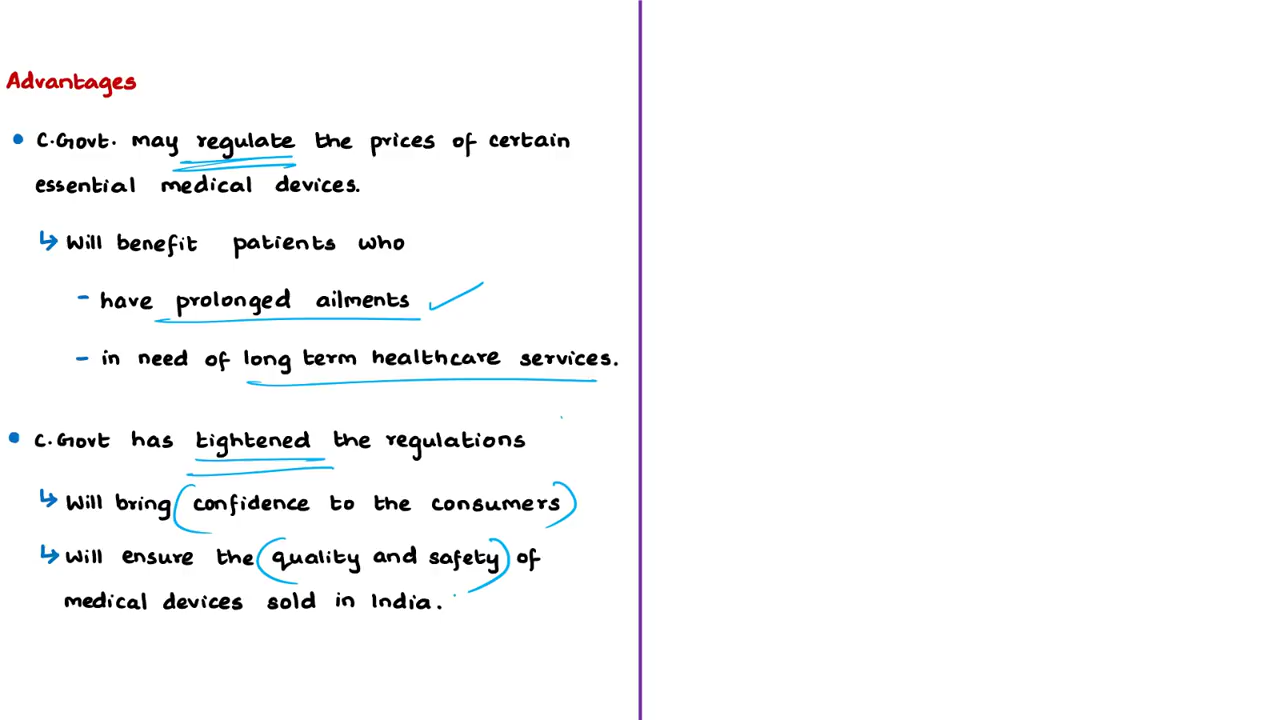 Advantages
• C.Govt. may regulate the prices of certain
essential medical devices.
↳ Will benefit patients who
- have prolonged ailments
- in need of long term healthcare services.
• C.Govt has tightened the regulations
↳ Will bring confidence to the consumers
↳ Will ensure the quality and safety of
medical devices sold in India.